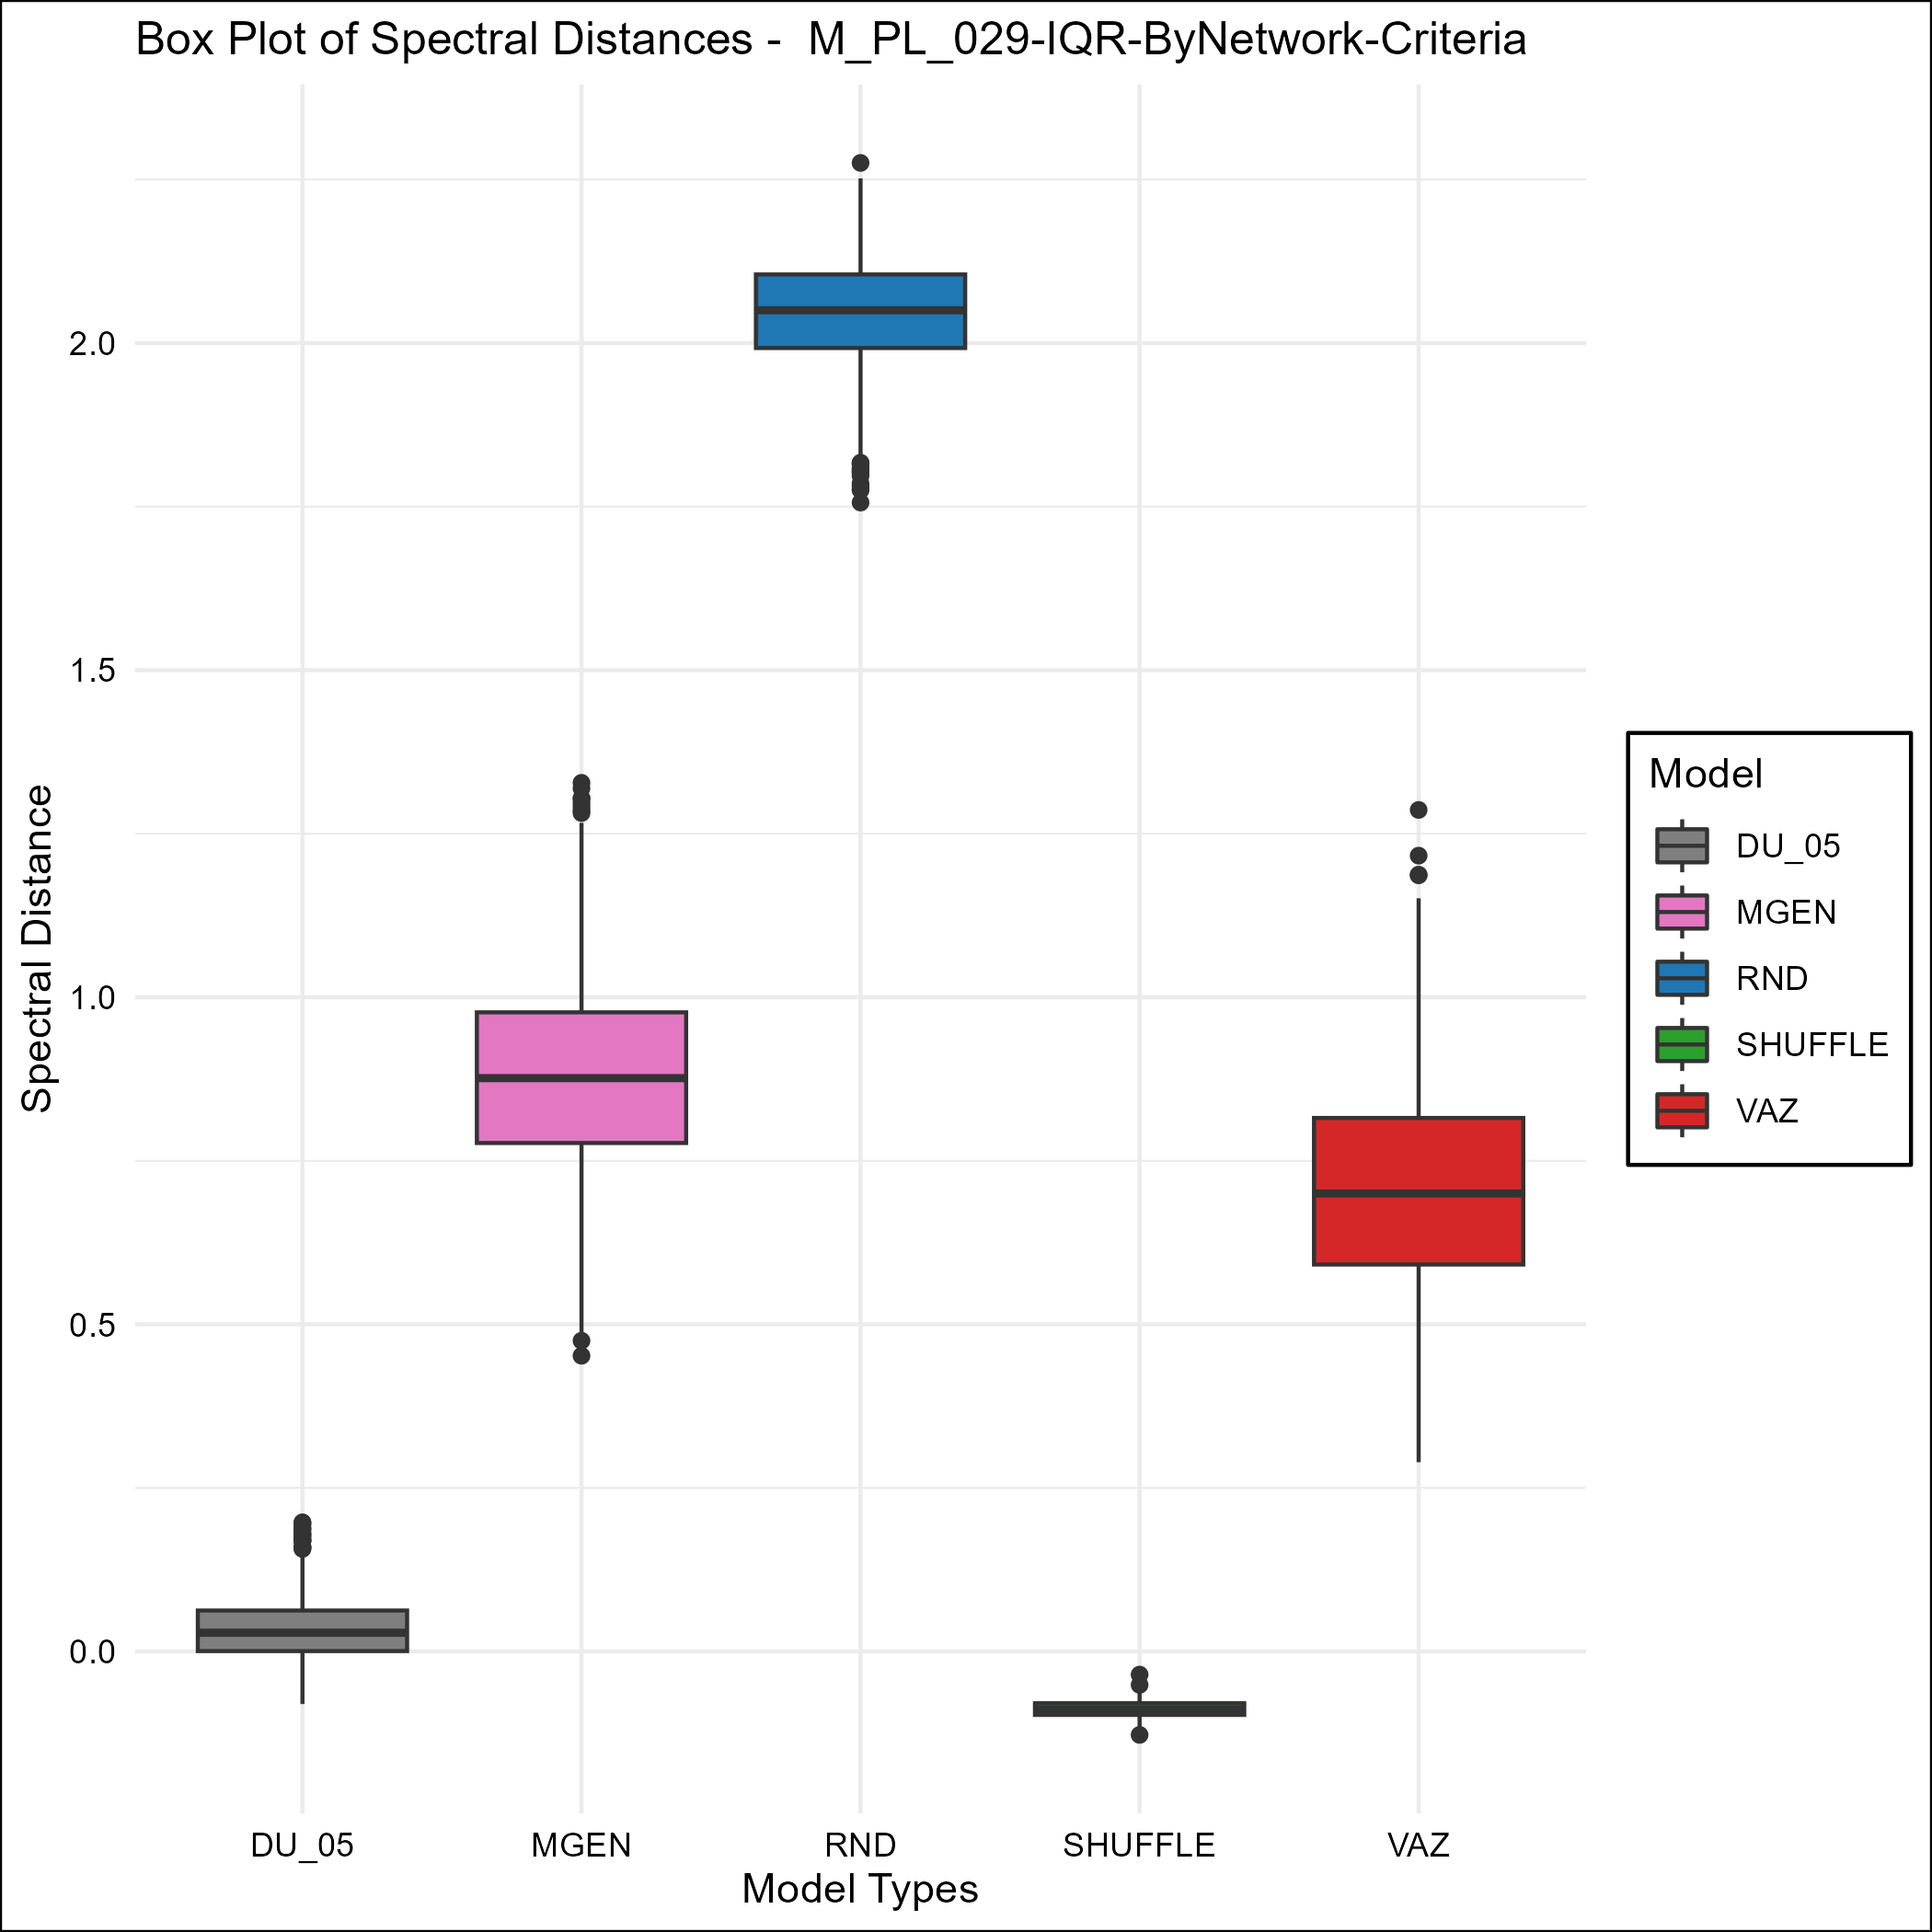 Box Plot of Spectral Distances -  M_PL_029-IQR-ByNetwork-Criteria
Spectral Distance
2.0
1.5
1.0
0.5
0.0
DU_05
MGEN
RND
SHUFFLE
VAZ
Model Types
Model
DU_05
MGEN
RND
SHUFFLE
VAZ